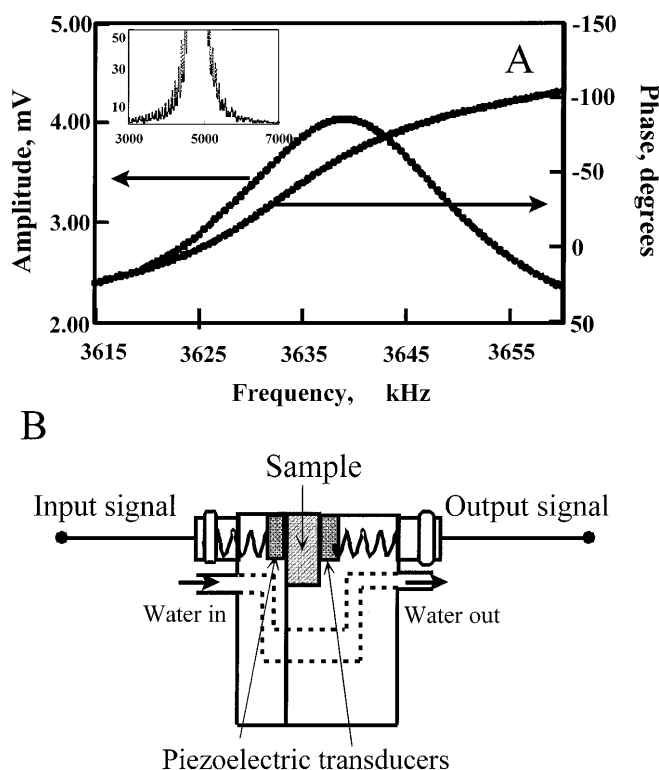 5.00
4.00
3.00
2.00
Amplitude, mV
50
30
10
3000 5000 7000
A
-150
-100
-50
0
50
Phase, degrees
3615 3625 3635 3645 3655
Frequency, kHz
B
Sample
Input signal
Output signal
Water in
Water out
Piezoelectric transducers